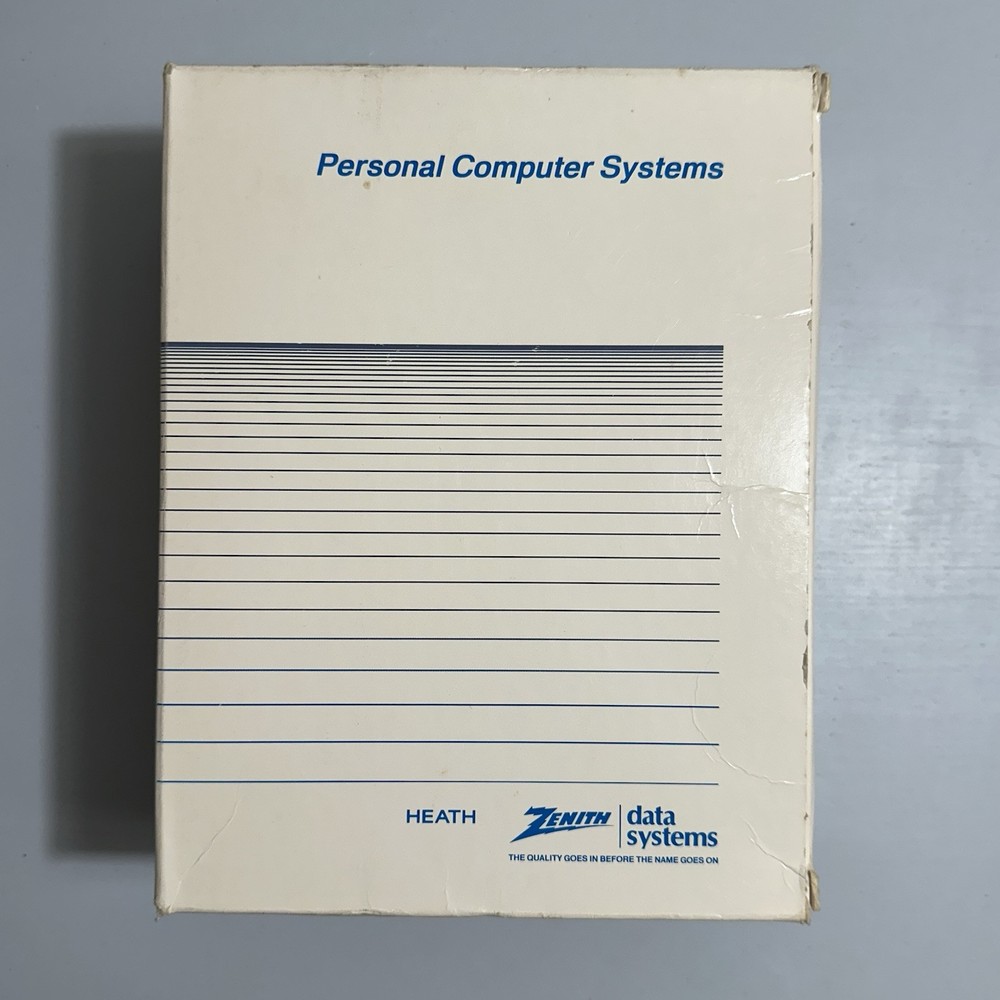 Personal Computer Systems
HEATH
ZENITH data systems
THE QUALITY GOES IN BEFORE THE NAME GOES ON